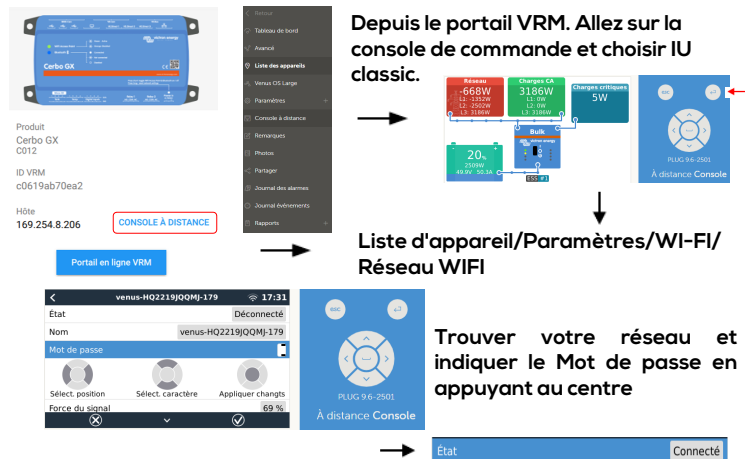 Cerbo GX
victron energy
Produit
Cerbo GX
C012
ID VRM
c0619ab70ea2
Hôte
169.254.8.206
CONSOLE À DISTANCE
Portail en ligne VRM
Retour
Tableau de bord
Avancé
Liste des appareils
Venus OS Large
Paramètres +
Console à distance
Remarques
Photos
Partager
Journal des alarmes
Journal événements
Rapports +
Depuis le portail VRM. Allez sur la
console de commande et choisir IU
classic.
Réseau
-668W
L1: -1352W
L2: -2502W
L3: 3186W
Charges CA
3186W
L1: 0W
L2: 0W
L3: 3186W
Charges critiques
5W
Bulk
victron energy
20%
2509W
49.9V 50.3A
ESS #1
esc
PLUG 9.6-2501
À distance Console
Liste d'appareil/Paramètres/WI-FI/
Réseau WIFI
venus-HQ2219JQQMJ-179 17:31
État Déconnecté
Nom venus-HQ2219JQQMJ-179
Mot de passe
Sélect. position Sélect. caractère Appliquer changts
Force du signal 69 %
esc
PLUG 9.6-2501
À distance Console
Trouver votre réseau et
indiquer le Mot de passe en
appuyant au centre
État Connecté